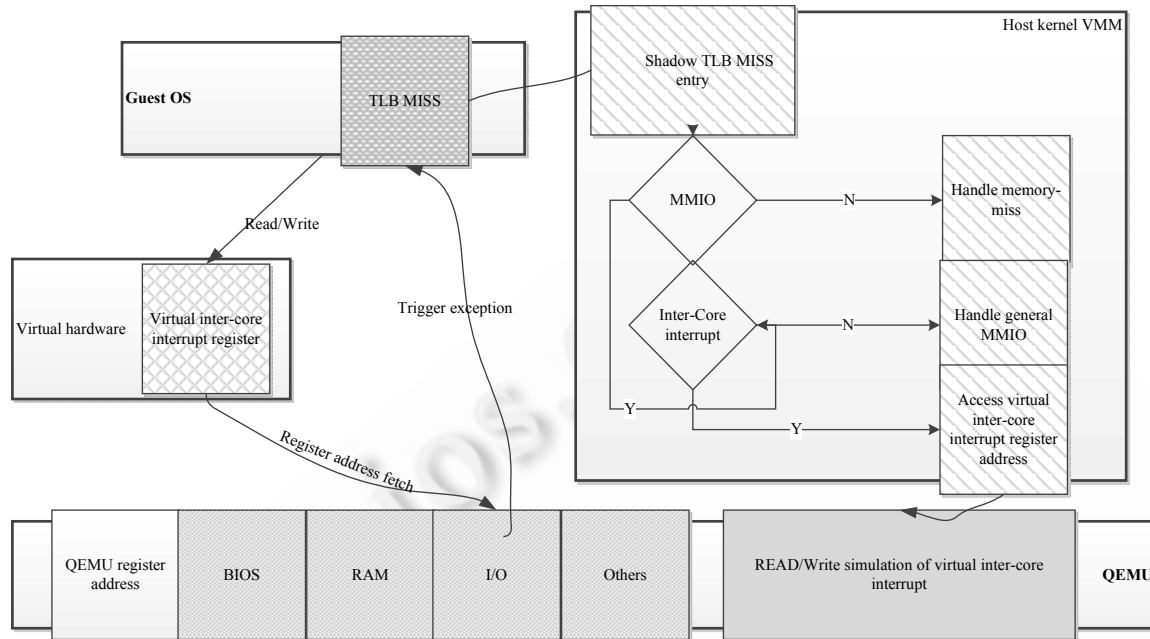 Host kernel VMM
Shadow TLB MISS
entry
Guest OS
TLB MISS
MMIO
N
Handle memory-
miss
Read/Write
Virtual hardware
Virtual inter-core
interrupt register
Trigger exception
Inter-Core
interrupt
N
Handle general
MMIO
Y
Y
Access virtual
inter-core
interrupt register
address
Register address fetch
QEMU register
address
BIOS
RAM
I/O
Others
READ/Write simulation of virtual inter-core
interrupt
QEMU